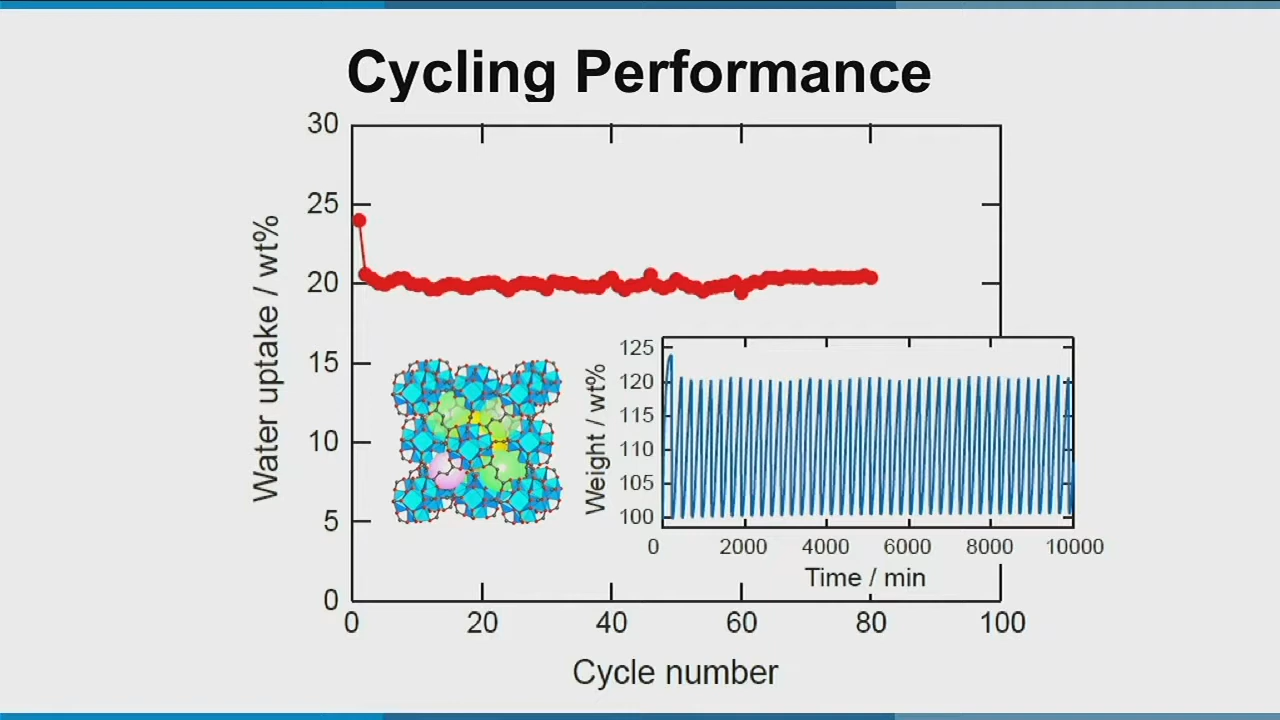 Cycling Performance
30
25
20
15
10
5
0
Water uptake / wt%
0 20 40 60 80 100
Cycle number
125
120
115
110
105
100
Weight / wt%
0 2000 4000 6000 8000 10000
Time / min